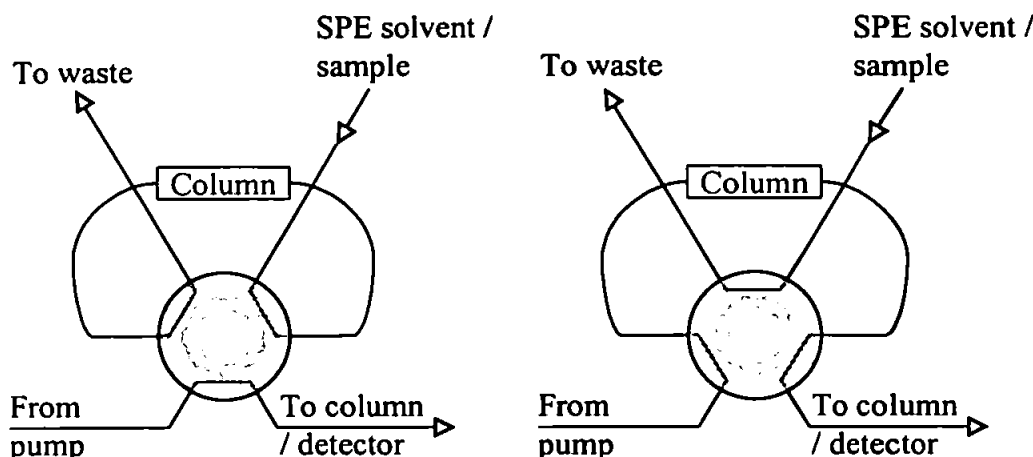 SPE solvent /
sample
To waste
Column
From
pump
To column
/ detector
SPE solvent /
sample
To waste
Column
From
pump
To column
/ detector